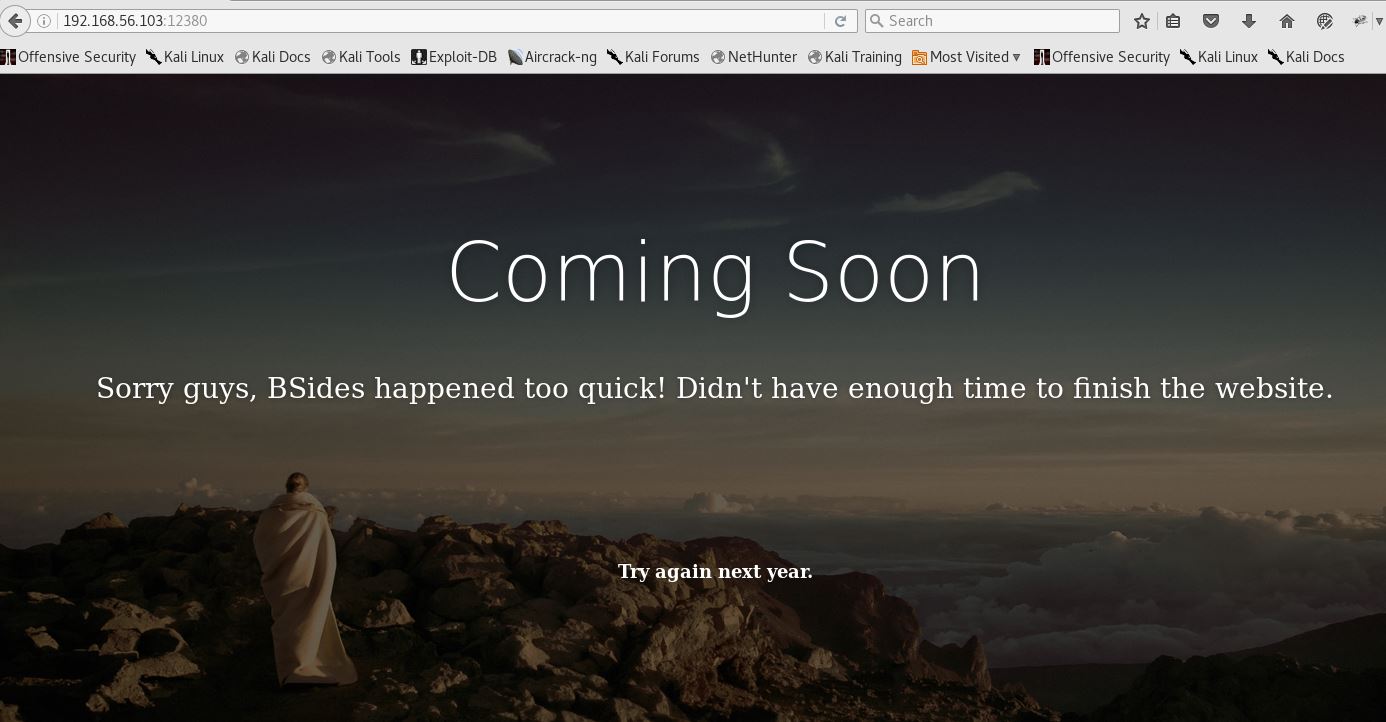 192.168.56.103:12380
Search
Offensive Security Kali Linux Kali Docs Kali Tools Exploit-DB Aircrack-ng Kali Forums NetHunter Kali Training Most Visited Offensive Security Kali Linux Kali Docs
Coming Soon
Sorry guys, BSides happened too quick! Didn't have enough time to finish the website.
Try again next year.